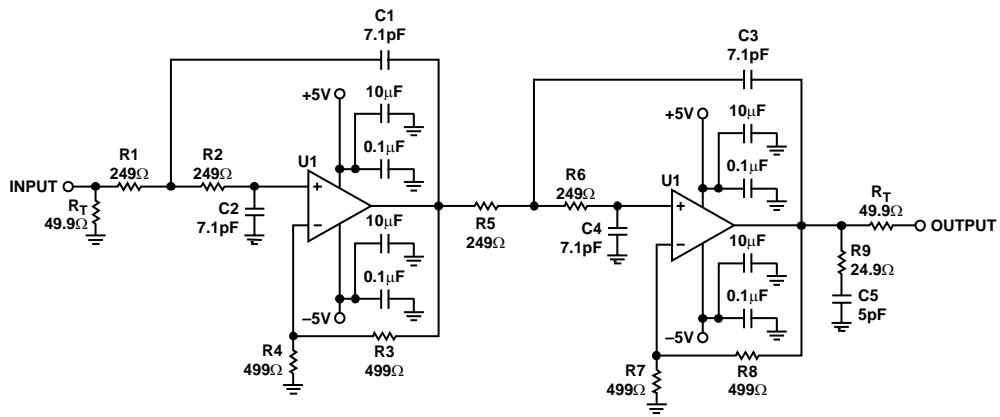 C1
7.1pF
C3
7.1pF
+5V
10µF
0.1µF
+5V
10µF
0.1µF
INPUT
R1
249Ω
R2
249Ω
U1
+
–
RT
49.9Ω
C2
7.1pF
R5
249Ω
R6
249Ω
U1
+
–
C4
7.1pF
RT
49.9Ω
OUTPUT
R9
24.9Ω
C5
5pF
10µF
0.1µF
–5V
10µF
0.1µF
–5V
R4
499Ω
R3
499Ω
R7
499Ω
R8
499Ω